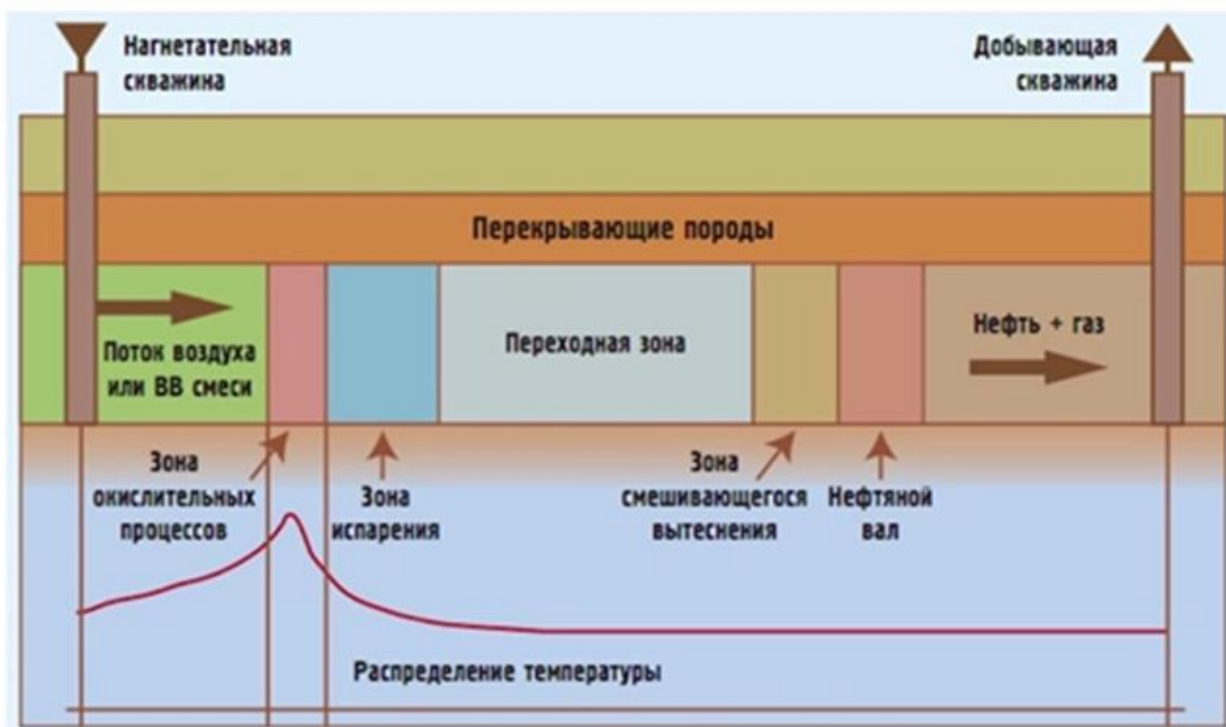 Нагнетательная
скважина
Добывающая
скважина
Перекрывающие породы
Поток воздуха
или ВВ смеси
Переходная зона
Нефть + газ
Зона
окислительных
процессов
Зона
испарения
Зона
смешивающегося
вытеснения
Нефтяной
вал
Распределение температуры